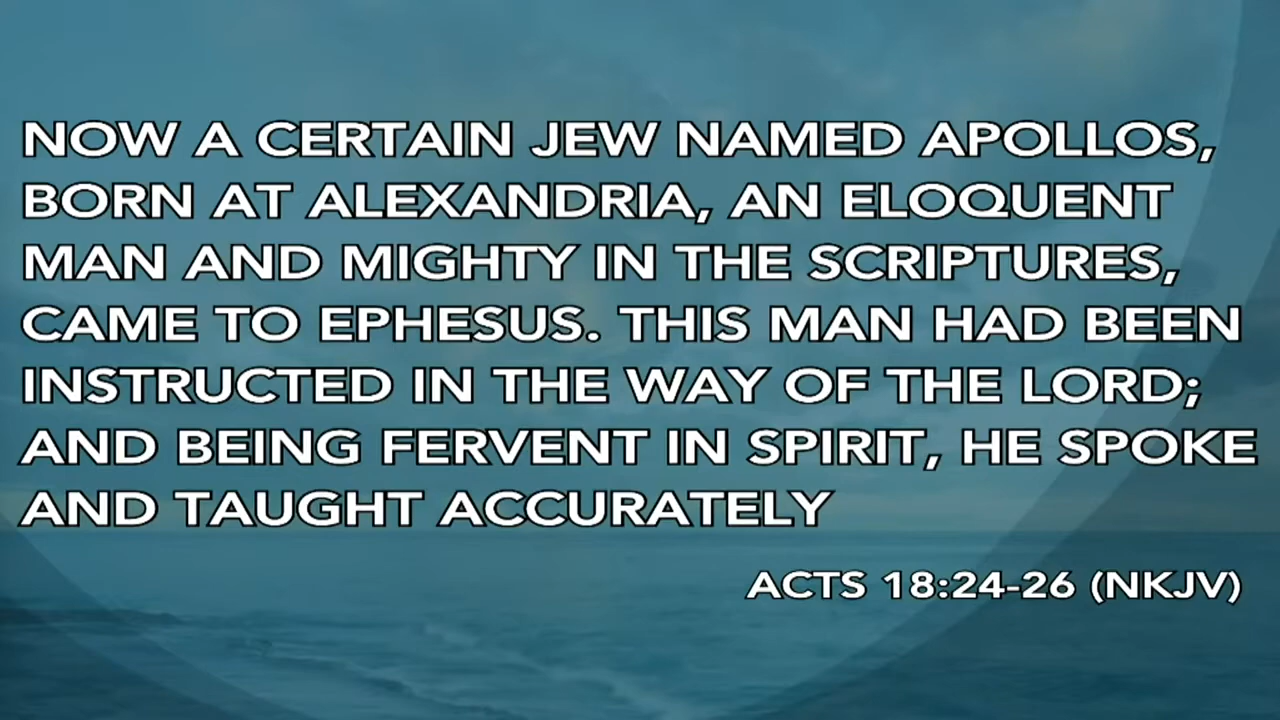 NOW A CERTAIN JEW NAMED APOLLOS,
BORN AT ALEXANDRIA, AN ELOQUENT
MAN AND MIGHTY IN THE SCRIPTURES,
CAME TO EPHESUS. THIS MAN HAD BEEN
INSTRUCTED IN THE WAY OF THE LORD;
AND BEING FERVENT IN SPIRIT, HE SPOKE
AND TAUGHT ACCURATELY
ACTS 18:24-26 (NKJV)